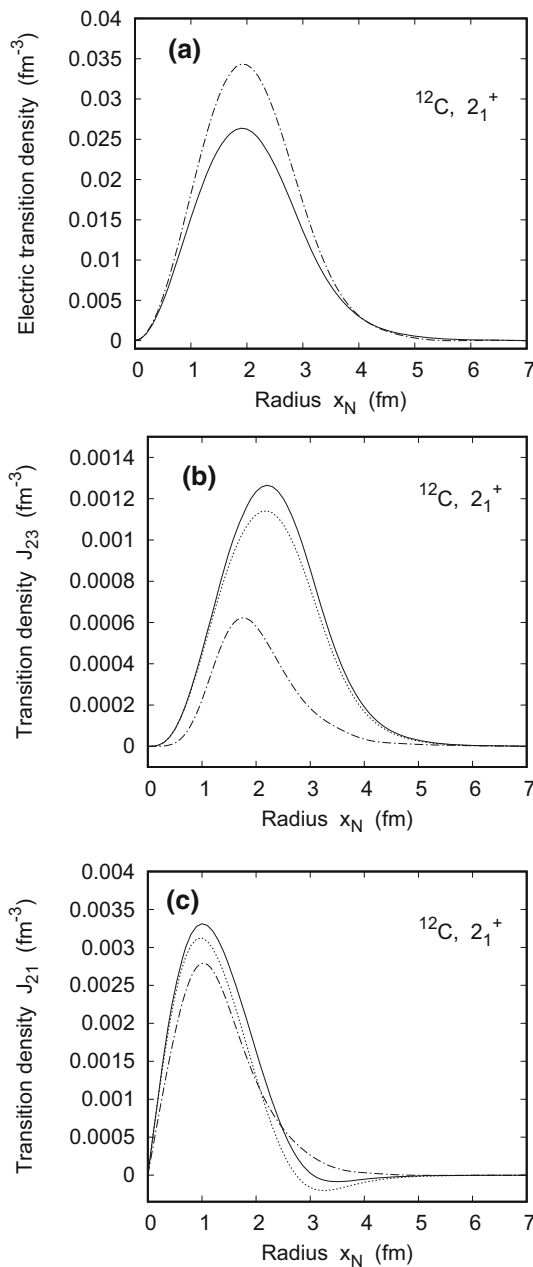 (a)
¹²C, 2₁⁺
Electric transition density (fm⁻³)
0.04
0.035
0.03
0.025
0.02
0.015
0.01
0.005
0
0 1 2 3 4 5 6 7
Radius x_N (fm)
(b)
¹²C, 2₁⁺
Transition density J₂₃ (fm⁻³)
0.0014
0.0012
0.001
0.0008
0.0006
0.0004
0.0002
0
0 1 2 3 4 5 6 7
Radius x_N (fm)
(c)
¹²C, 2₁⁺
Transition density J₂₁ (fm⁻³)
0.004
0.0035
0.003
0.0025
0.002
0.0015
0.001
0.0005
0
0 1 2 3 4 5 6 7
Radius x_N (fm)